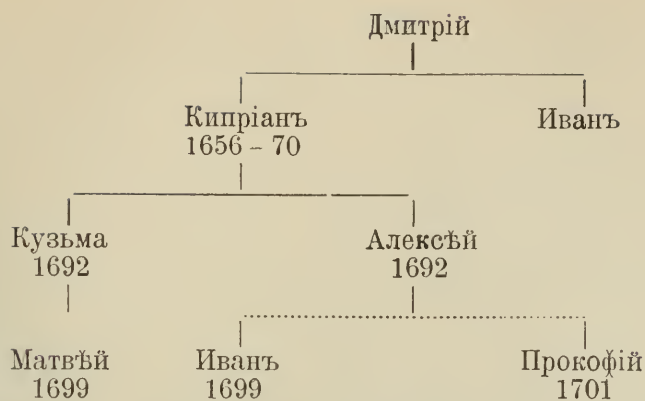 Дмитрій
Кипріанъ Иванъ
1656 – 70
Кузьма Алексѣй
1692 1692
Матвѣй Иванъ Прокофій
1699 1699 1701